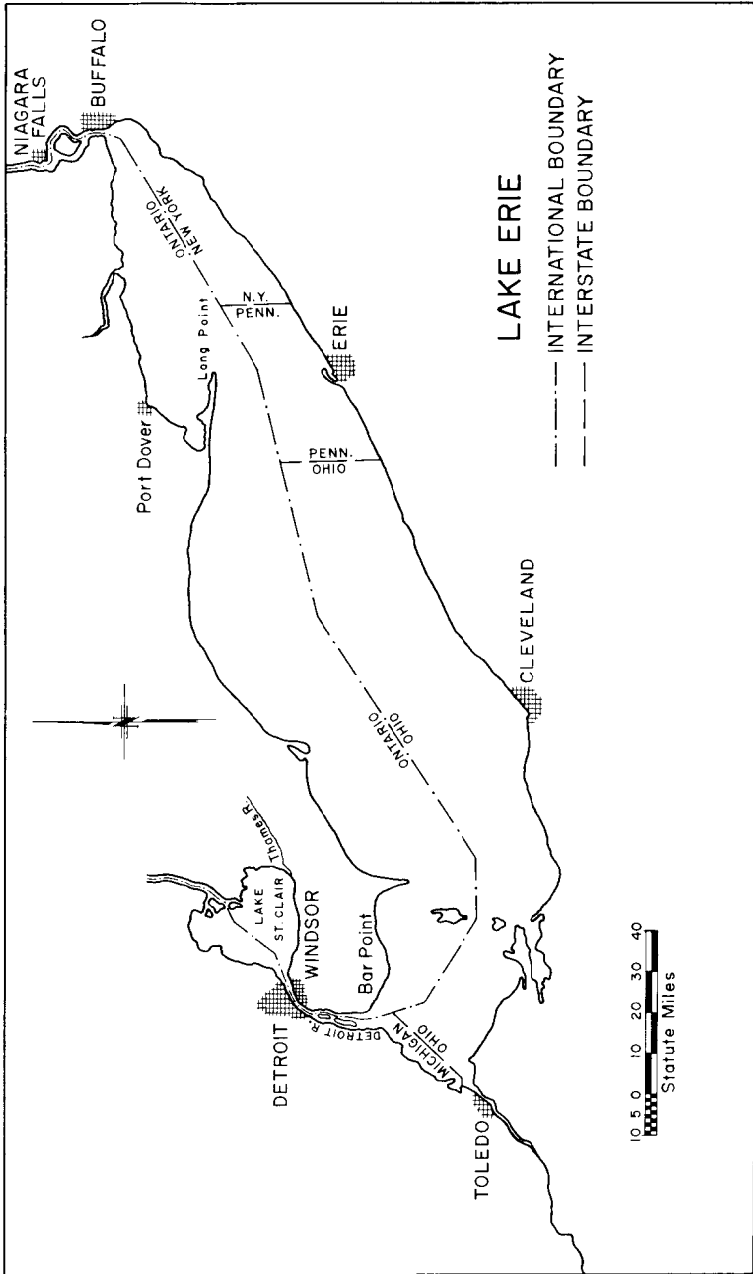 NIAGARA
FALLS
BUFFALO
ONTARIO
NEW YORK
Long Point
N.Y.
PENN.
Port Dover
ERIE
PENN.
OHIO
Thames R.
LAKE
ST. CLAIR
WINDSOR
DETROIT
DETROIT R.
Bar Point
ONTARIO
OHIO
CLEVELAND
MICHIGAN
OHIO
TOLEDO
LAKE ERIE
INTERNATIONAL BOUNDARY
INTERSTATE BOUNDARY
10 5 0 10 20 30 40
Statute Miles